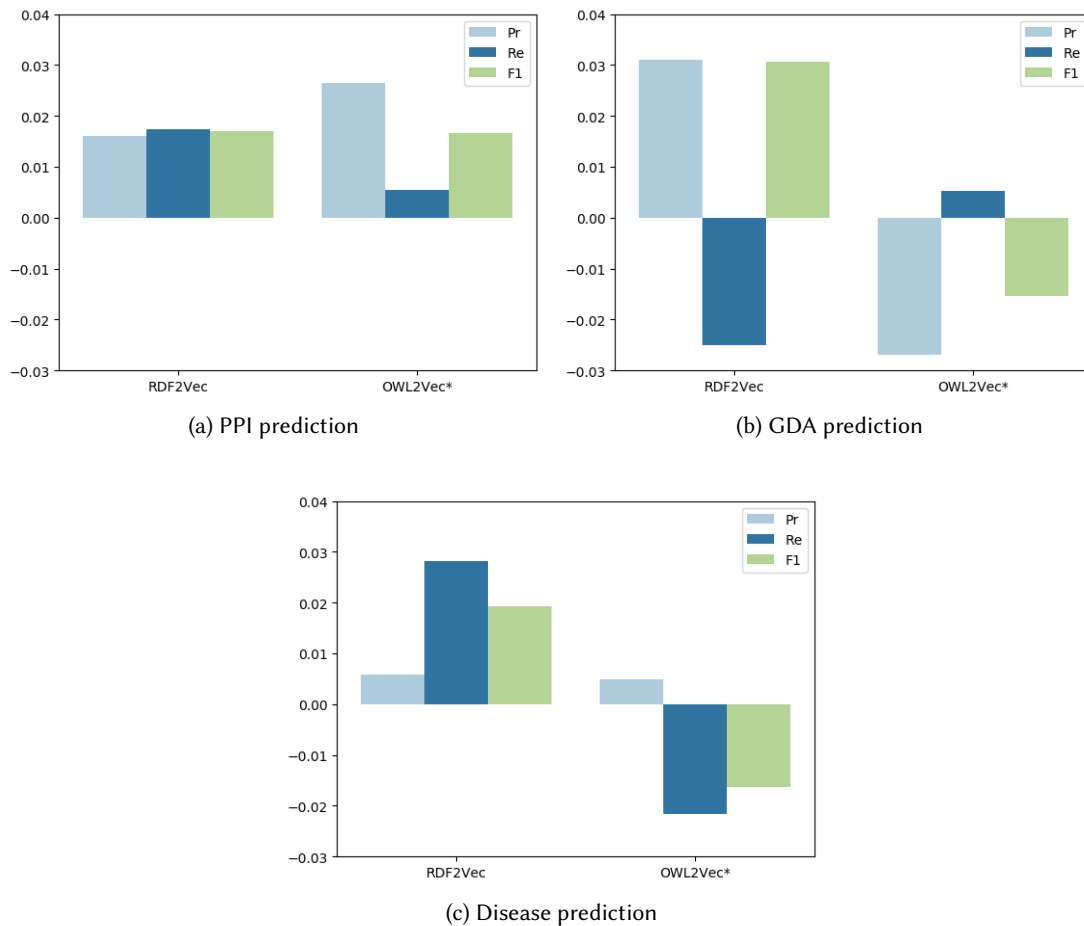 0.04
0.03
0.02
0.01
0.00
−0.01
−0.02
−0.03
Pr
Re
F1
RDF2Vec OWL2Vec*
(a) PPI prediction
0.04
0.03
0.02
0.01
0.00
−0.01
−0.02
−0.03
Pr
Re
F1
RDF2Vec OWL2Vec*
(b) GDA prediction
0.04
0.03
0.02
0.01
0.00
−0.01
−0.02
−0.03
Pr
Re
F1
RDF2Vec OWL2Vec*
(c) Disease prediction